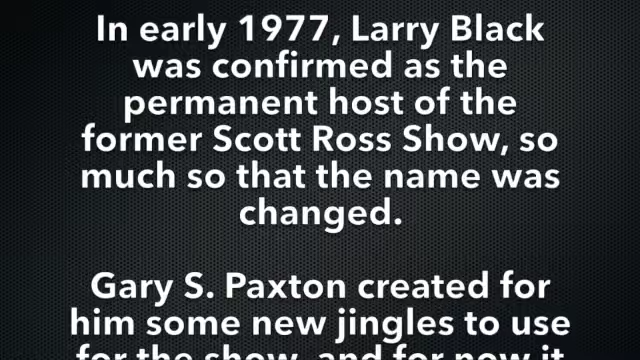 In early 1977, Larry Black
was confirmed as the
permanent host of the
former Scott Ross Show, so
much so that the name was
changed.
Gary S. Paxton created for
him some new jingles to use
for the show, and for now it